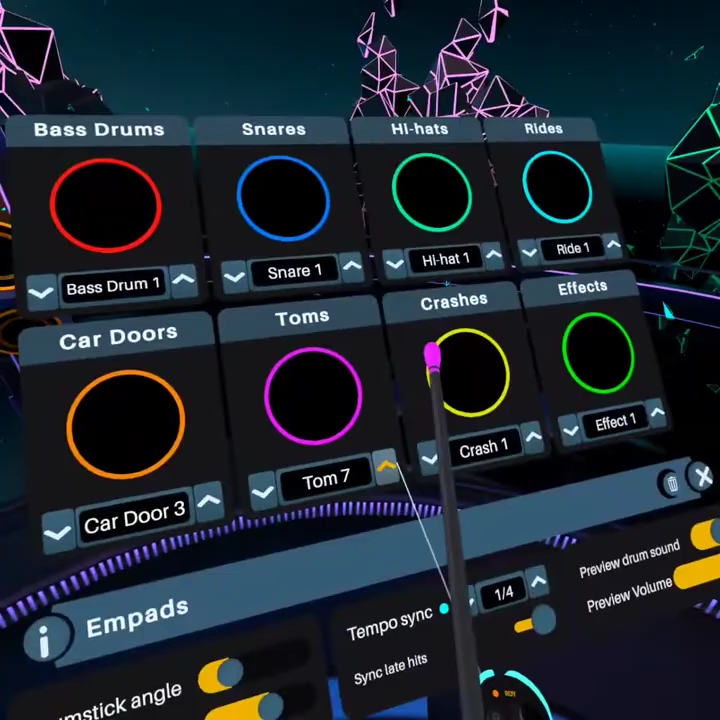 Bass Drums
Snares
Hi-hats
Rides
Bass Drum 1
Snare 1
Hi-hat 1
Ride 1
Car Doors
Toms
Crashes
Effects
Car Door 3
Tom 7
Crash 1
Effect 1
Empads
Tempo sync
1/4
Preview drum sound
Sync late hits
Preview Volume
mstick angle